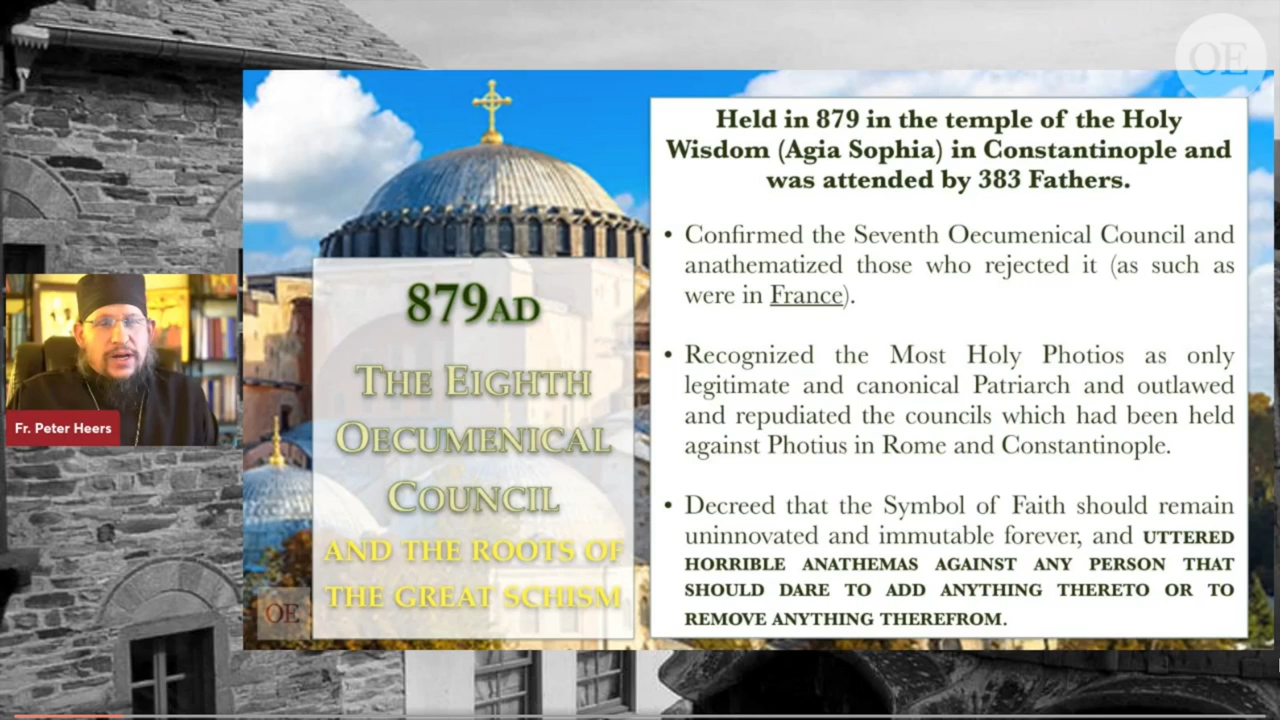 OE
Held in 879 in the temple of the Holy
Wisdom (Agia Sophia) in Constantinople and
was attended by 383 Fathers.
• Confirmed the Seventh Oecumenical Council and
anathematized those who rejected it (as such as
were in France).
• Recognized the Most Holy Photios as only
legitimate and canonical Patriarch and outlawed
and repudiated the councils which had been held
against Photius in Rome and Constantinople.
• Decreed that the Symbol of Faith should remain
uninnovated and immutable forever, and UTTERED
HORRIBLE ANATHEMAS AGAINST ANY PERSON THAT
SHOULD DARE TO ADD ANYTHING THERETO OR TO
REMOVE ANYTHING THEREFROM.
879AD
THE EIGHTH
OECUMENICAL
COUNCIL
AND THE ROOTS OF
THE GREAT SCHISM
OE
Fr. Peter Heers